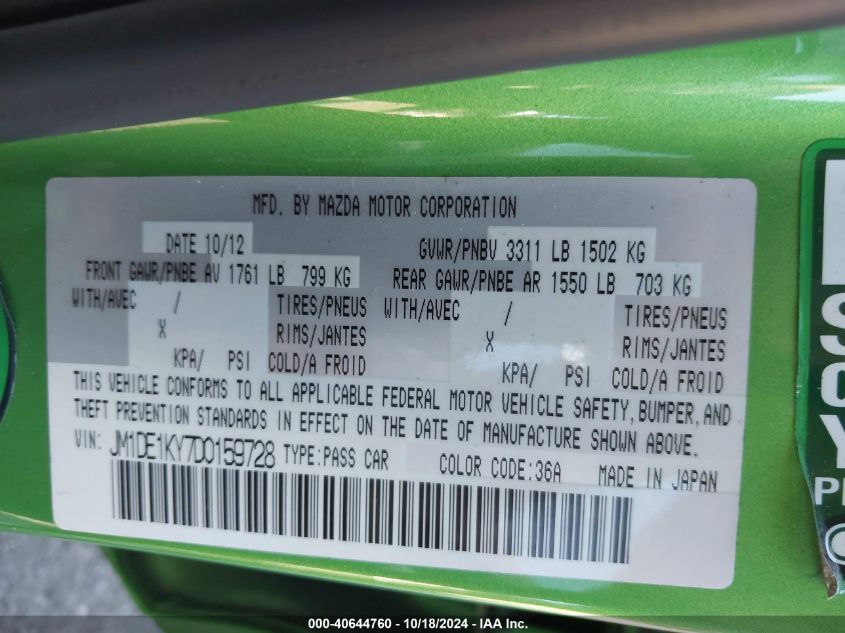 MFD. BY MAZDA MOTOR CORPORATION
DATE 10/12 GVWR/PNBV 3311 LB 1502 KG
FRONT GAWR/PNBE AV 1761 LB 799 KG REAR GAWR/PNBE AR 1550 LB 703 KG
WITH/AVEC / TIRES/PNEUS WITH/AVEC / TIRES/PNEUS
X RIMS/JANTES X RIMS/JANTES
KPA/ PSI COLD/A FROID KPA/ PSI COLD/A FROID
THIS VEHICLE CONFORMS TO ALL APPLICABLE FEDERAL MOTOR VEHICLE SAFETY, BUMPER, AND
THEFT PREVENTION STANDARDS IN EFFECT ON THE DATE OF MANUFACTURE SHOWN ABOVE.
VIN: JM1DE1KY7D0159728 TYPE:PASS CAR COLOR CODE:36A MADE IN JAPAN
000-40644760 - 10/18/2024 - IAA Inc.